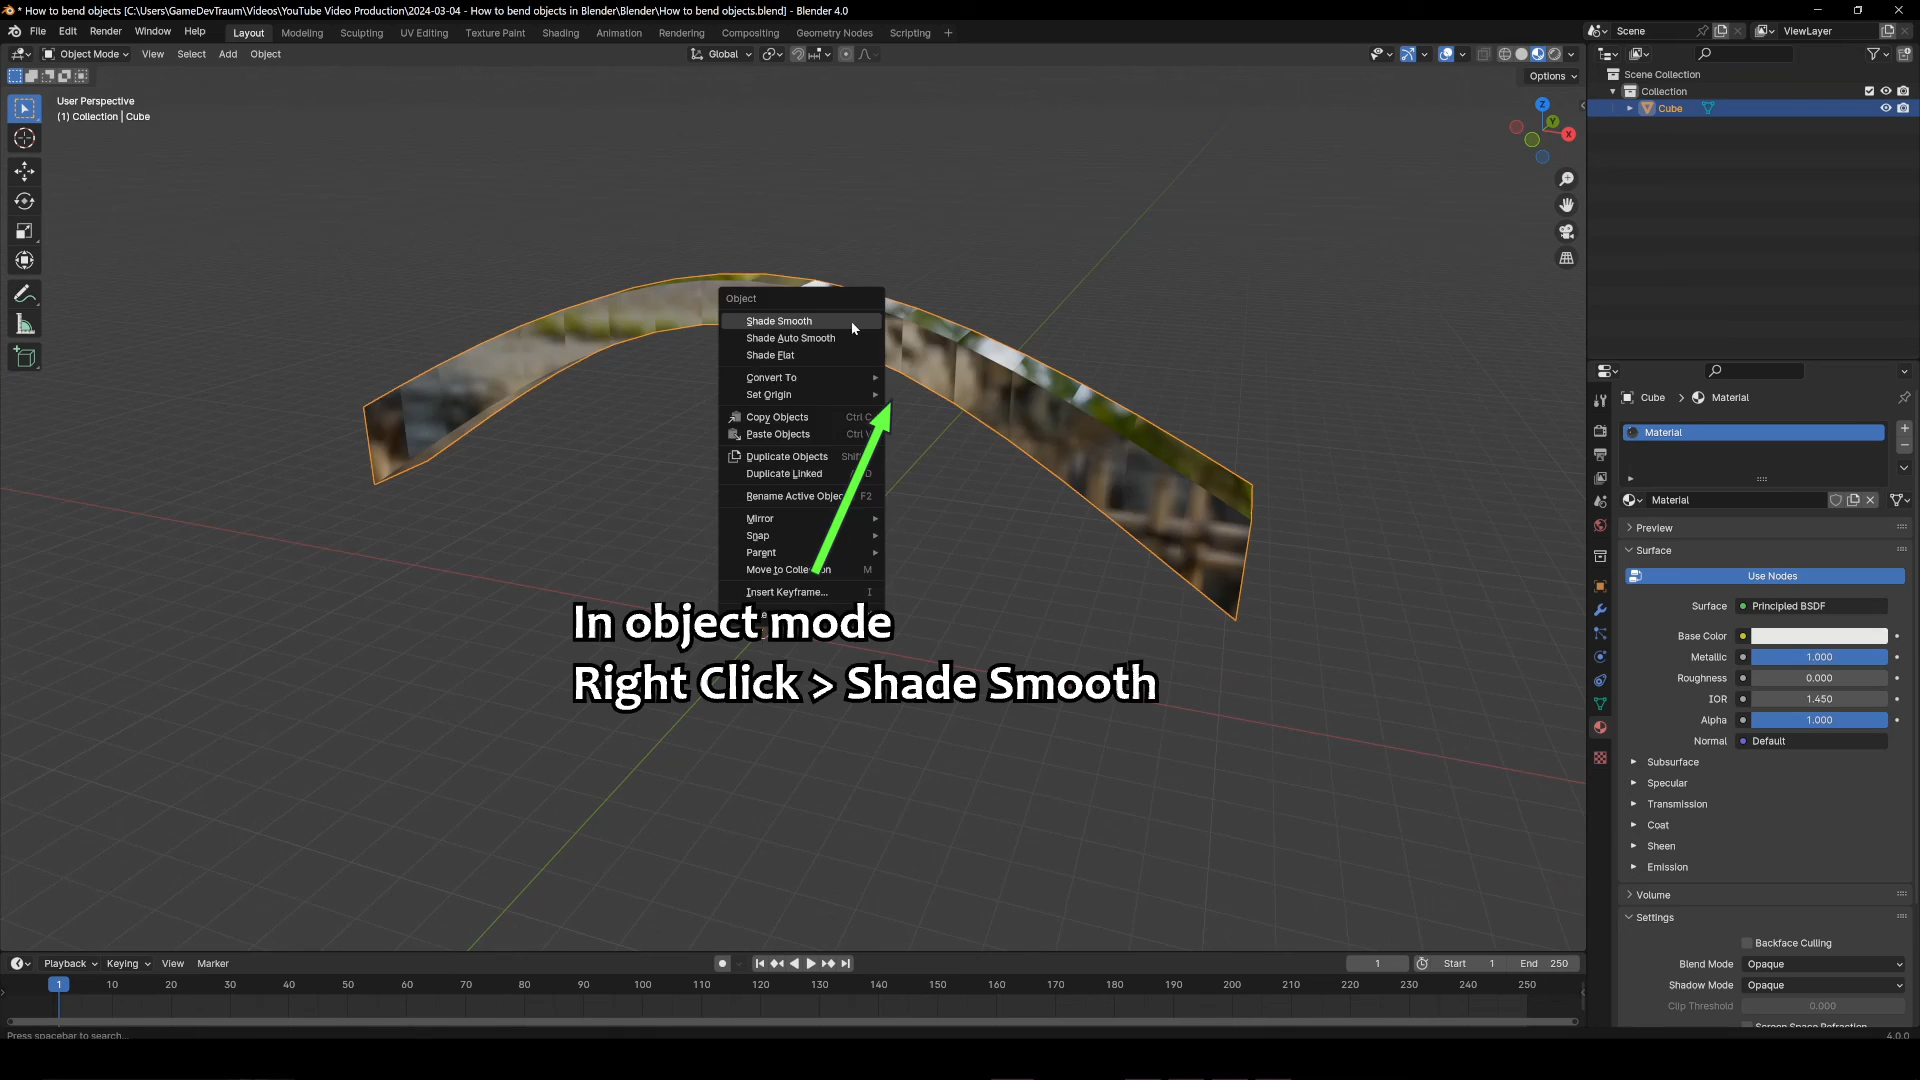 * How to bend objects [C:\Users\GameDevTraum\Videos\YouTube Video Production\2024-03-04 - How to bend objects in Blender\Blender\How to bend objects.blend] - Blender 4.0
File Edit Render Window Help Layout Modeling Sculpting UV Editing Texture Paint Shading Animation Rendering Compositing Geometry Nodes Scripting + Scene ViewLayer
Object Mode View Select Add Object Global
Options
User Perspective
(1) Collection | Cube
Z
Y
X
Scene Collection
Collection
Cube
Object
Shade Smooth
Shade Auto Smooth
Shade Flat
Convert To
Set Origin
Copy Objects Ctrl C
Paste Objects Ctrl V
Duplicate Objects Shift
Duplicate Linked D
Rename Active Objec F2
Mirror
Snap
Parent
Move to Collection M
Insert Keyframe... I
In object mode
Right Click > Shade Smooth
Cube > Material
Material
Material
Preview
Surface
Use Nodes
Surface Principled BSDF
Base Color
Metallic 1.000
Roughness 0.000
IOR 1.450
Alpha 1.000
Normal Default
Subsurface
Specular
Transmission
Coat
Sheen
Emission
Volume
Settings
Backface Culling
Blend Mode Opaque
Shadow Mode Opaque
Clip Threshold 0.000
Screen Space Refraction
Playback Keying View Marker 1 Start 1 End 250
1 10 20 30 40 50 60 70 80 90 100 110 120 130 140 150 160 170 180 190 200 210 220 230 240 250
Press spacebar to search... 4.0.0